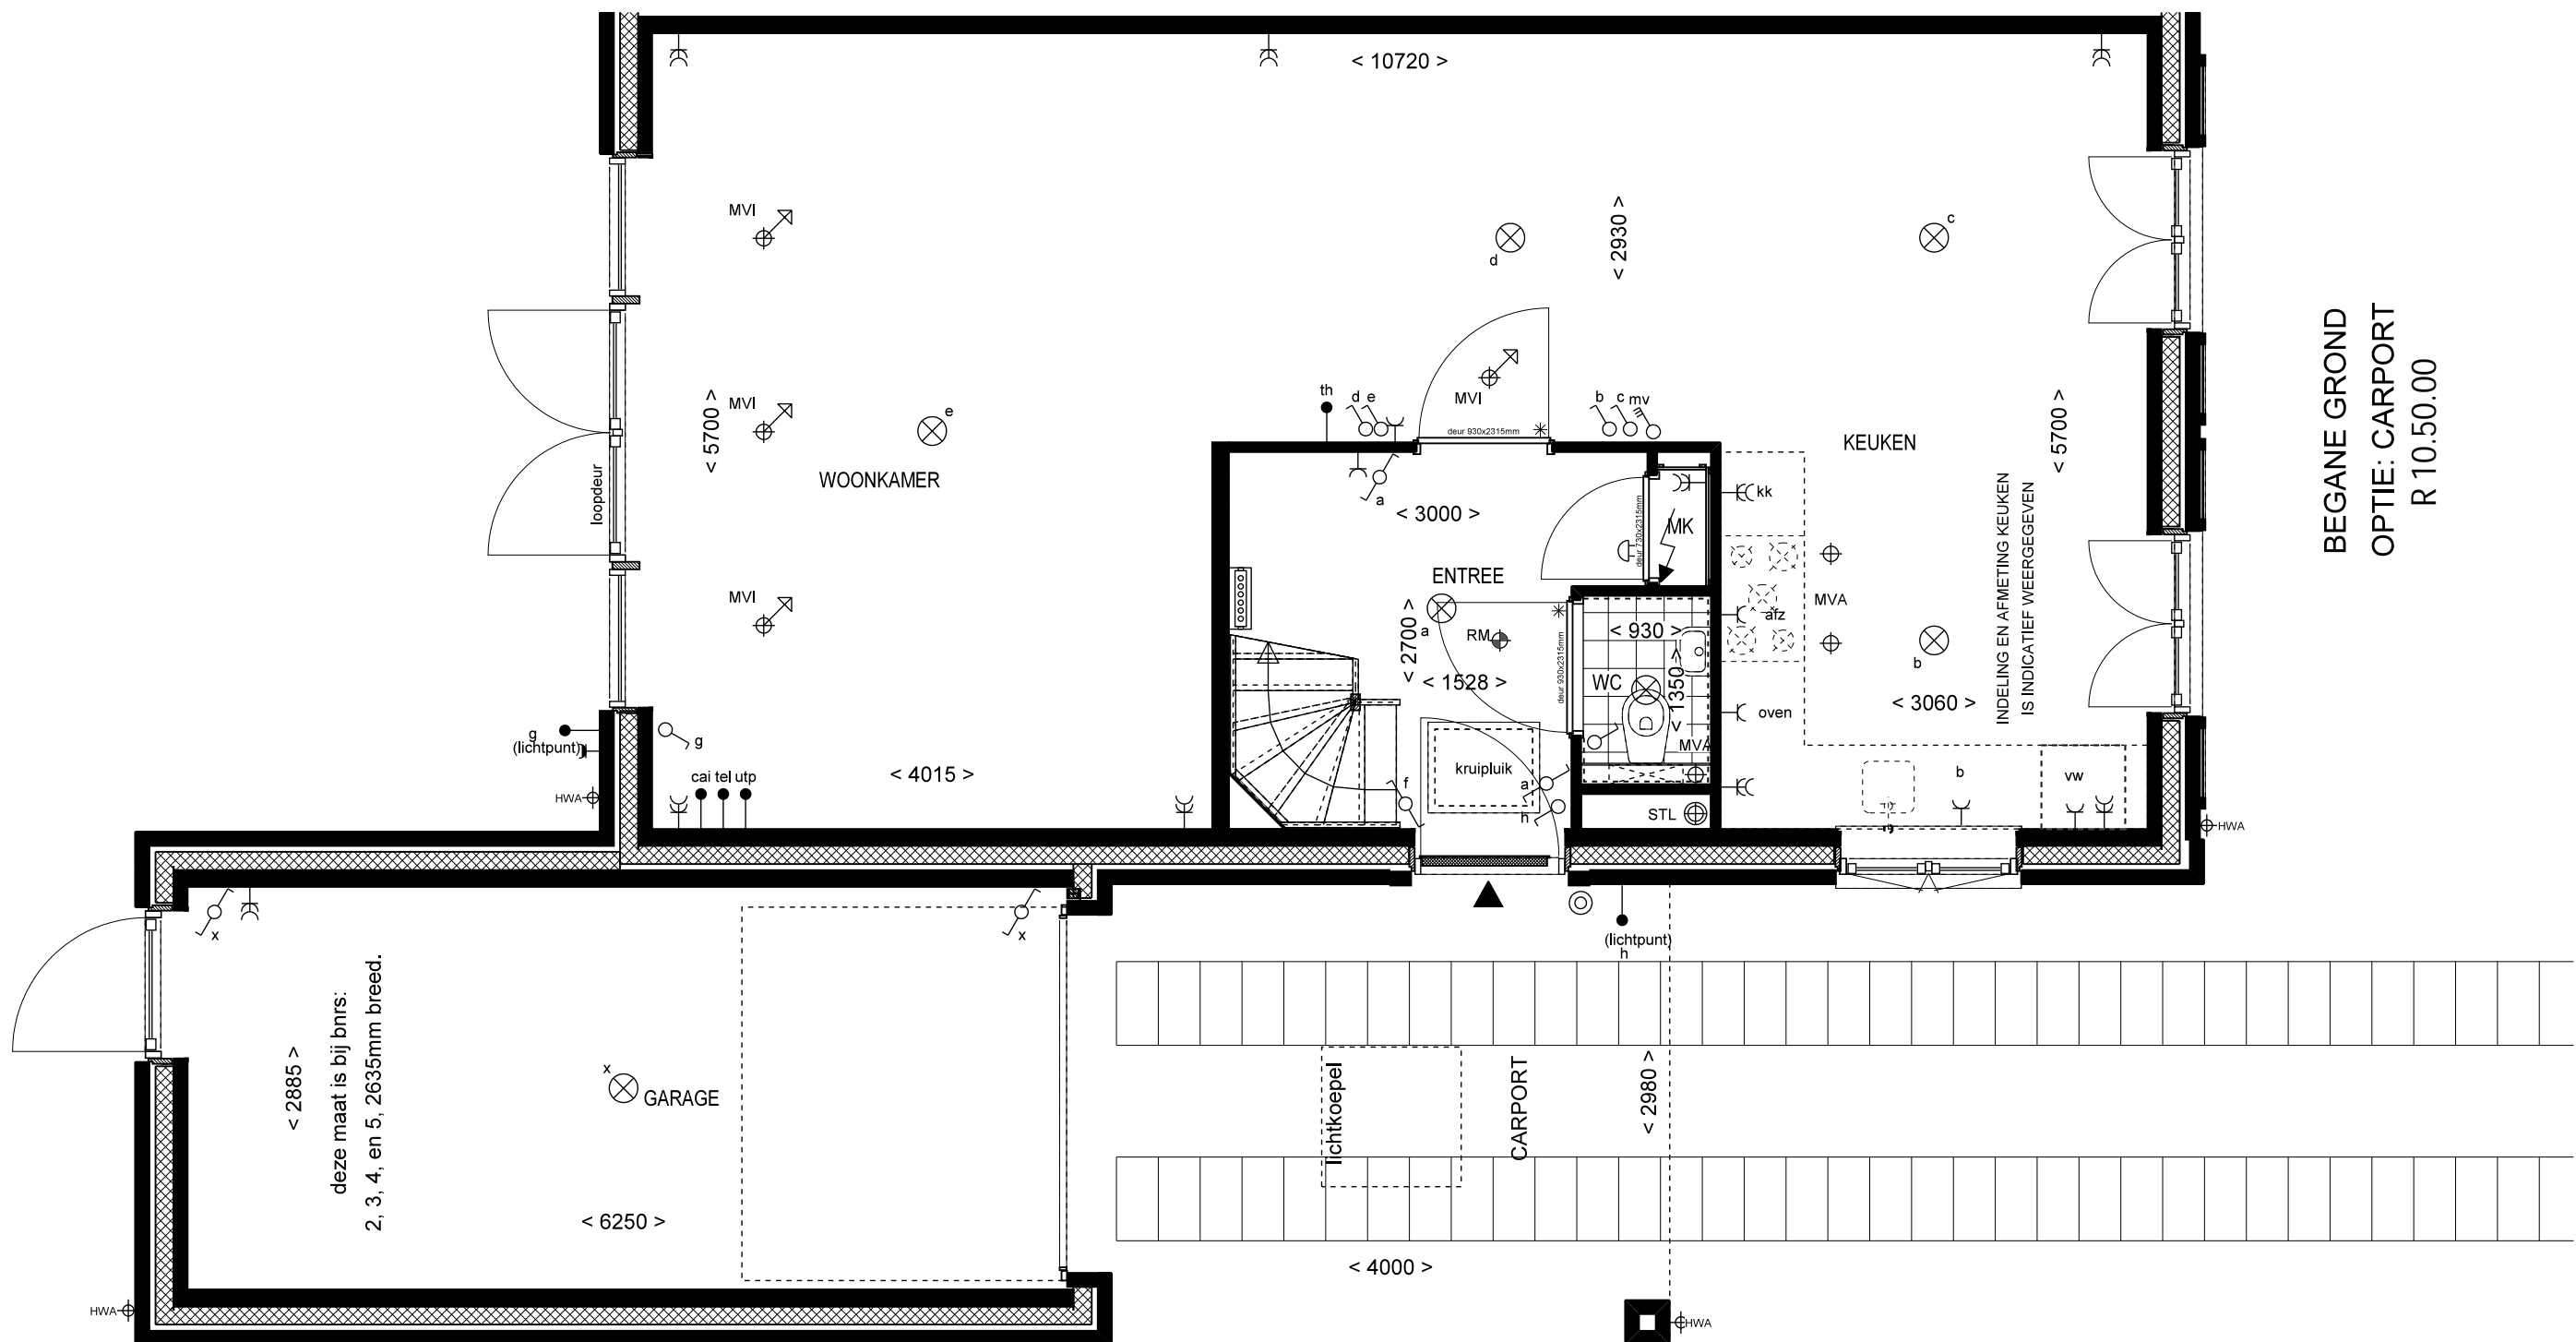 < 10720 >
MVI
c
d
< 2930 >
BEGANE GROND
OPTIE: CARPORT
R 10.50.00
MVI
e
< 5700 >
loopdeur
WOONKAMER
th
d
e
MVI
deur 930x2315mm
b
c
mv
KEUKEN
< 5700 >
a
< 3000 >
deur 730x2315mm
MK
kk
INDELING EN AFMETING KEUKEN
IS INDICATIEF WEERGEGEVEN
ENTREE
MVI
a
RM
< 2700 >
< 1528 >
deur 930x2315mm
< 930 >
WC
< 1350 >
MVA
afz
MVA
oven
b
< 3060 >
g
(lichtpunt)
g
HWA
cai tel utp
< 4015 >
f
kruipluik
a
h
STL
b
vw
HWA
x
x
(lichtpunt)
h
deze maat is bij bnrs:
2, 3, 4, en 5, 2635mm breed.
< 2885 >
x
GARAGE
lichtkoepel
CARPORT
< 2980 >
< 6250 >
< 4000 >
HWA
HWA